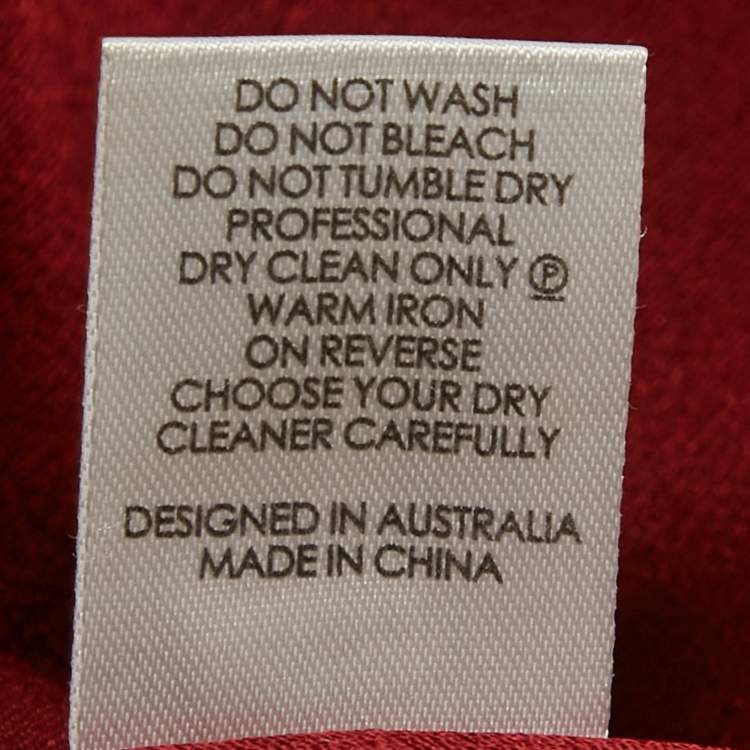 DO NOT WASH
DO NOT BLEACH
DO NOT TUMBLE DRY
PROFESSIONAL
DRY CLEAN ONLY Ⓟ
WARM IRON
ON REVERSE
CHOOSE YOUR DRY
CLEANER CAREFULLY
DESIGNED IN AUSTRALIA
MADE IN CHINA